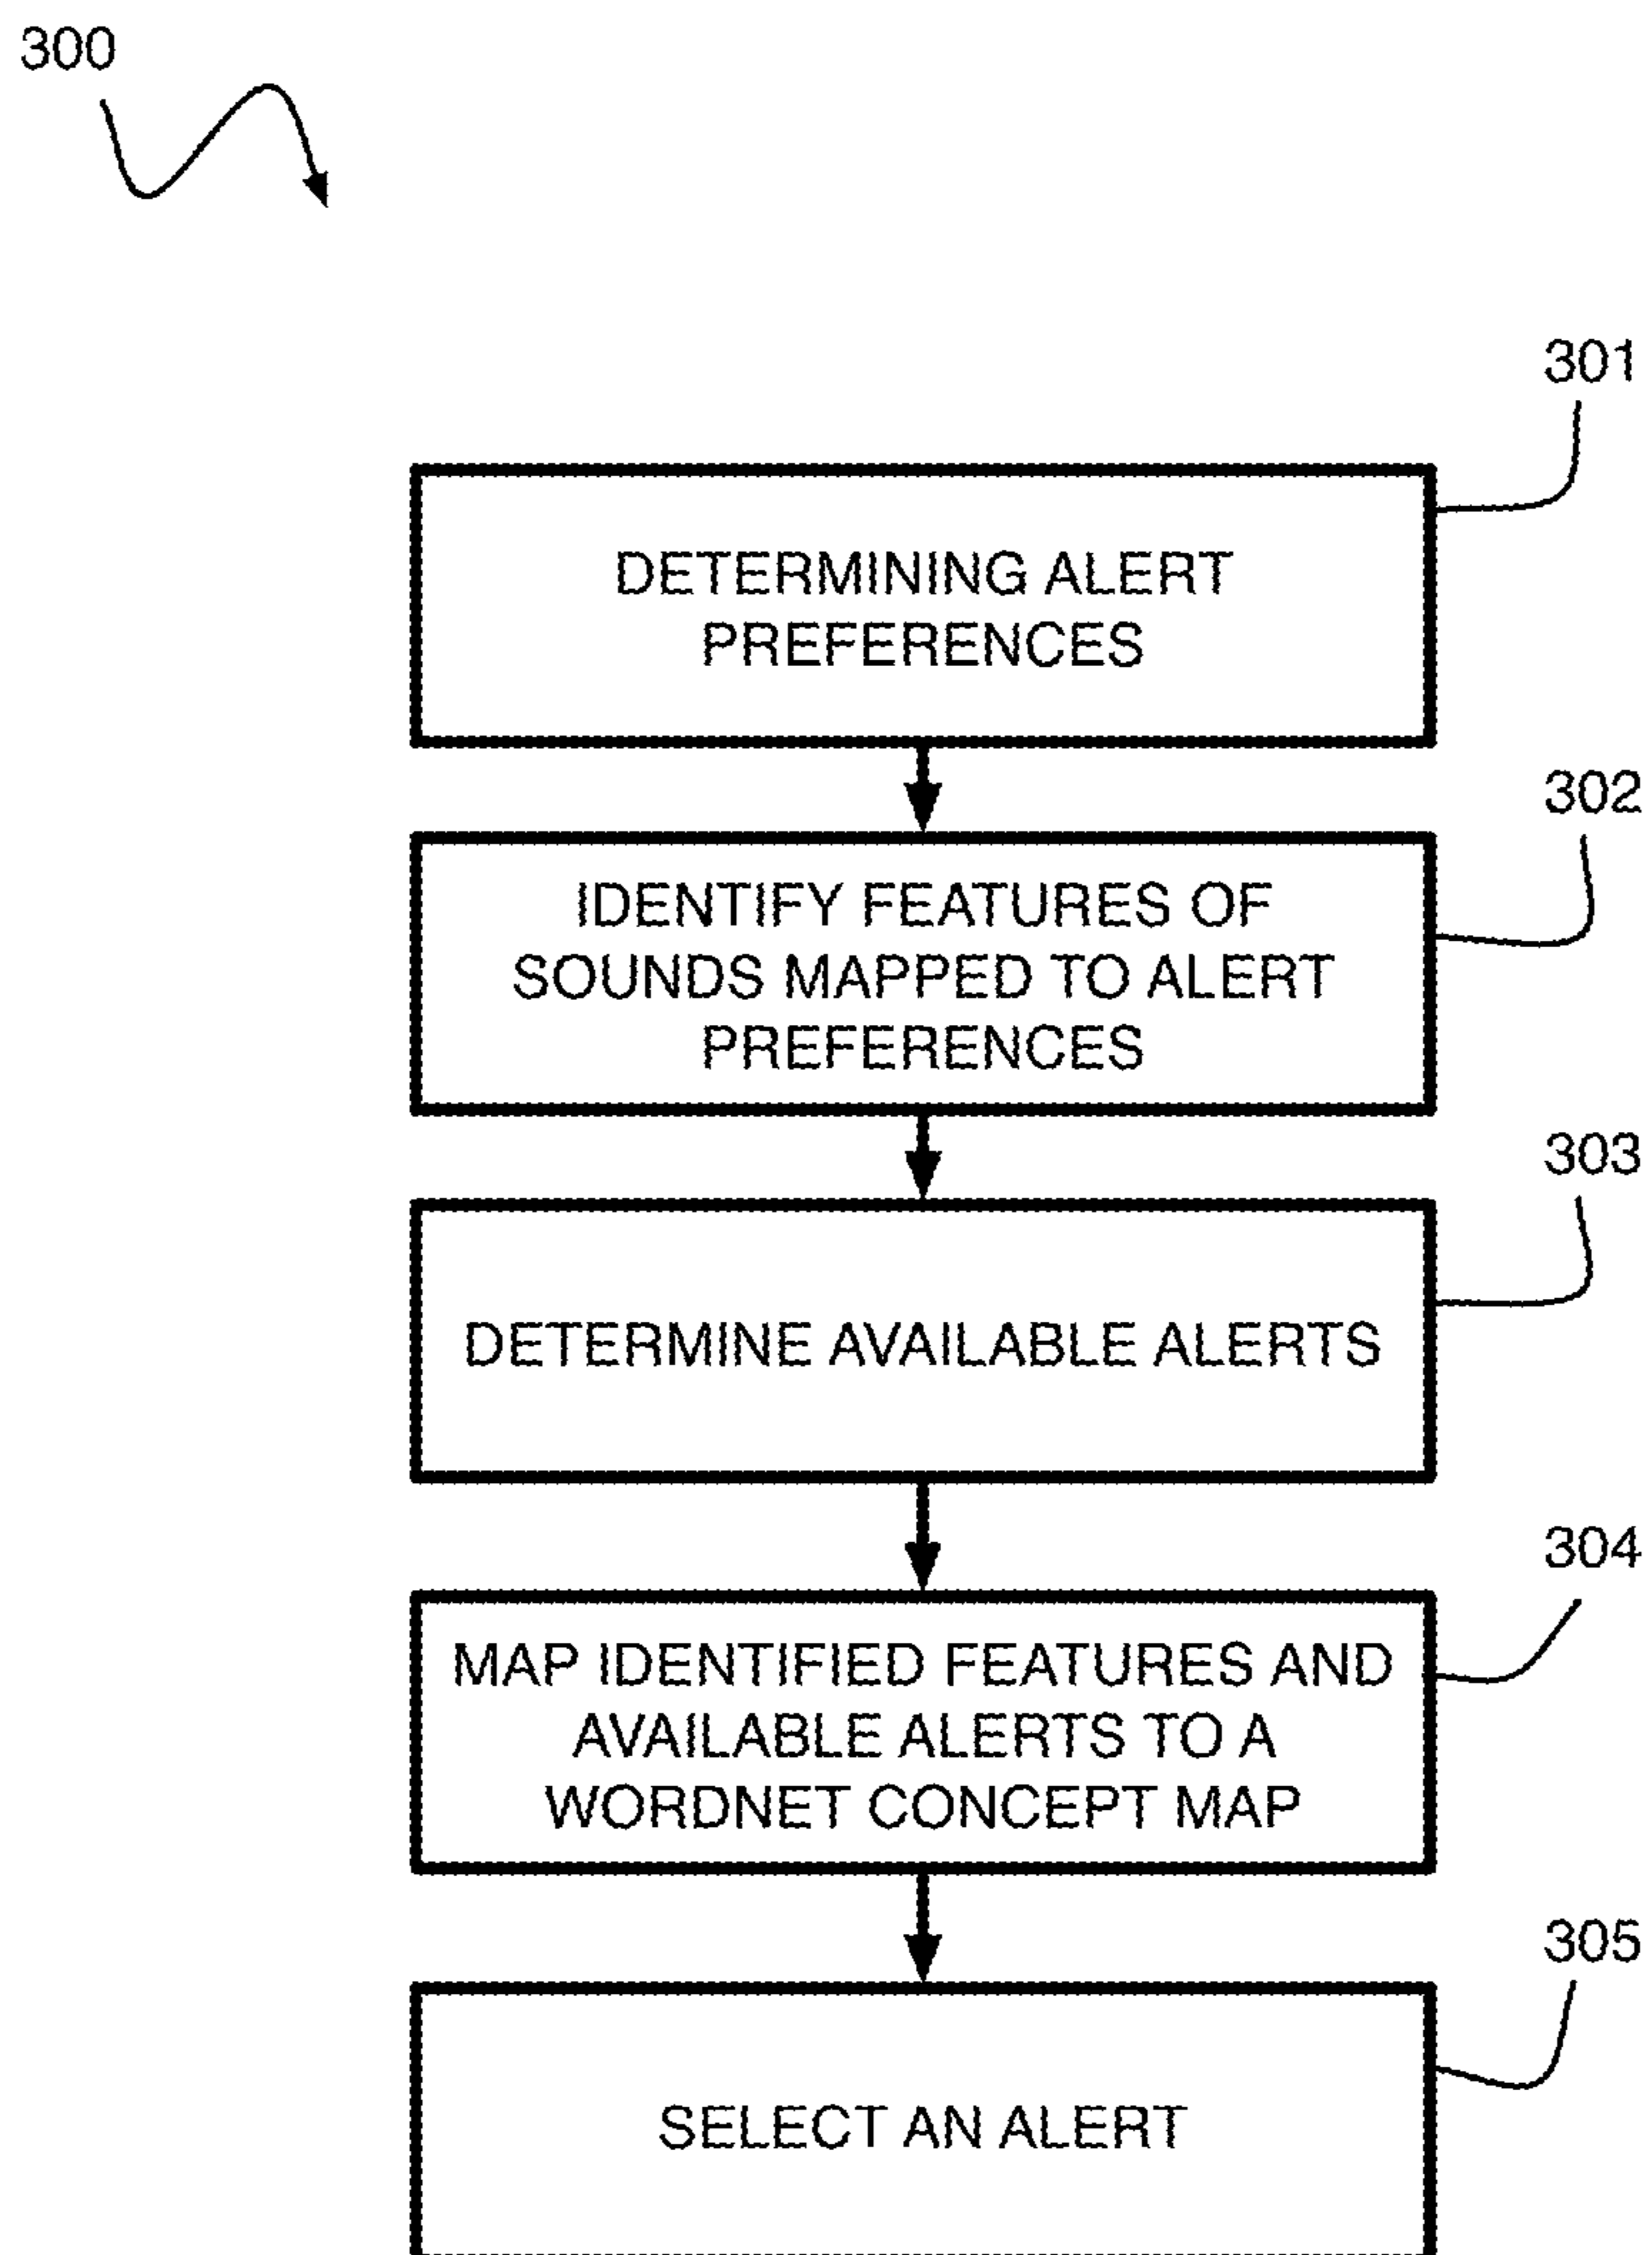 300
301
DETERMINING ALERT
PREFERENCES
302
IDENTIFY FEATURES OF
SOUNDS MAPPED TO ALERT
PREFERENCES
303
DETERMINE AVAILABLE ALERTS
304
MAP IDENTIFIED FEATURES AND
AVAILABLE ALERTS TO A
WORDNET CONCEPT MAP
305
SELECT AN ALERT